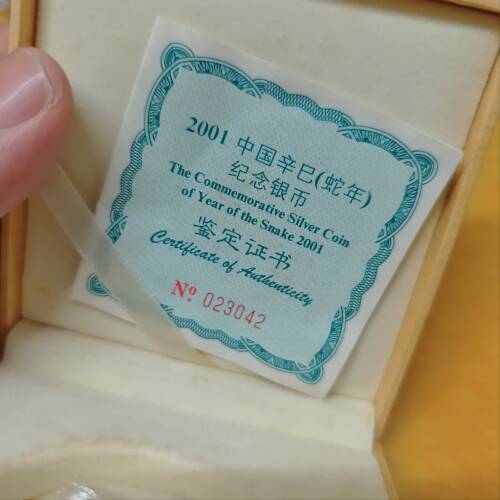 2001 中国辛巳(蛇年)
纪念银币
The Commemorative Silver Coin
of Year of the Snake 2001
鉴定证书
Certificate of Authenticity
Nº 023042